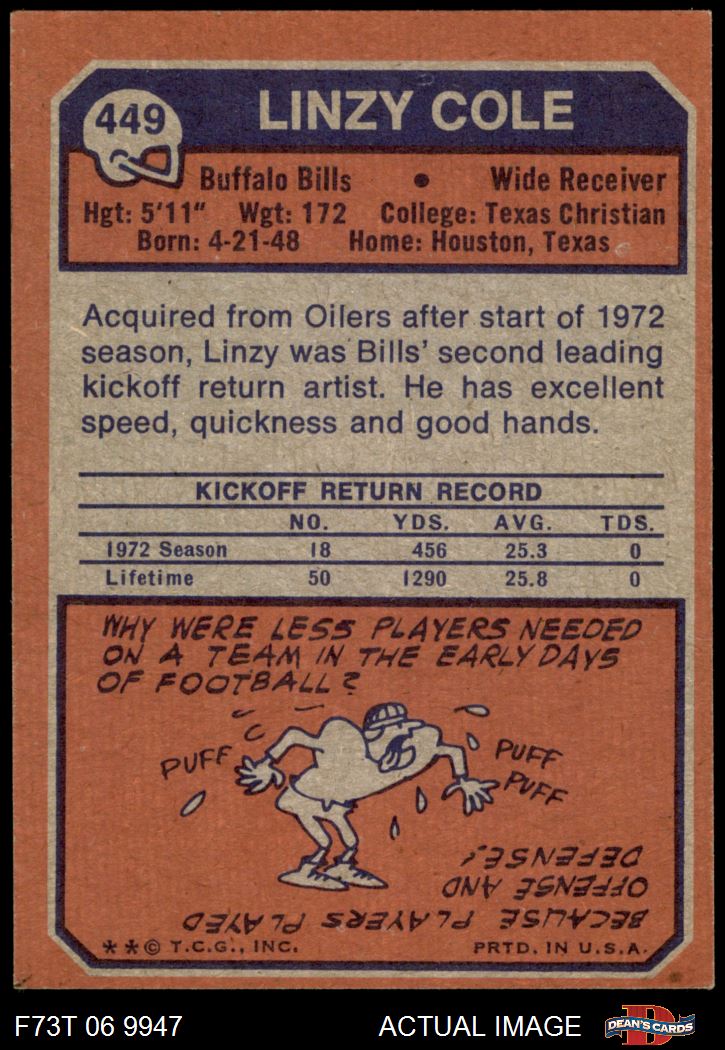 449
LINZY COLE
Buffalo Bills • Wide Receiver
Hgt: 5'11" Wgt: 172 College: Texas Christian
Born: 4-21-48 Home: Houston, Texas
Acquired from Oilers after start of 1972
season, Linzy was Bills' second leading
kickoff return artist. He has excellent
speed, quickness and good hands.
KICKOFF RETURN RECORD
NO. YDS. AVG. TDS.
1972 Season 18 456 25.3 0
Lifetime 50 1290 25.8 0
WHY WERE LESS PLAYERS NEEDED
ON A TEAM IN THE EARLY DAYS
OF FOOTBALL?
PUFF
PUFF
PUFF
BECAUSE PLAYERS PLAYED
OFFENSE AND
DEFENSE!
**© T.C.G., INC. PRTD. IN U.S.A.
F73T 06 9947 ACTUAL IMAGE
D
DEAN'S CARDS